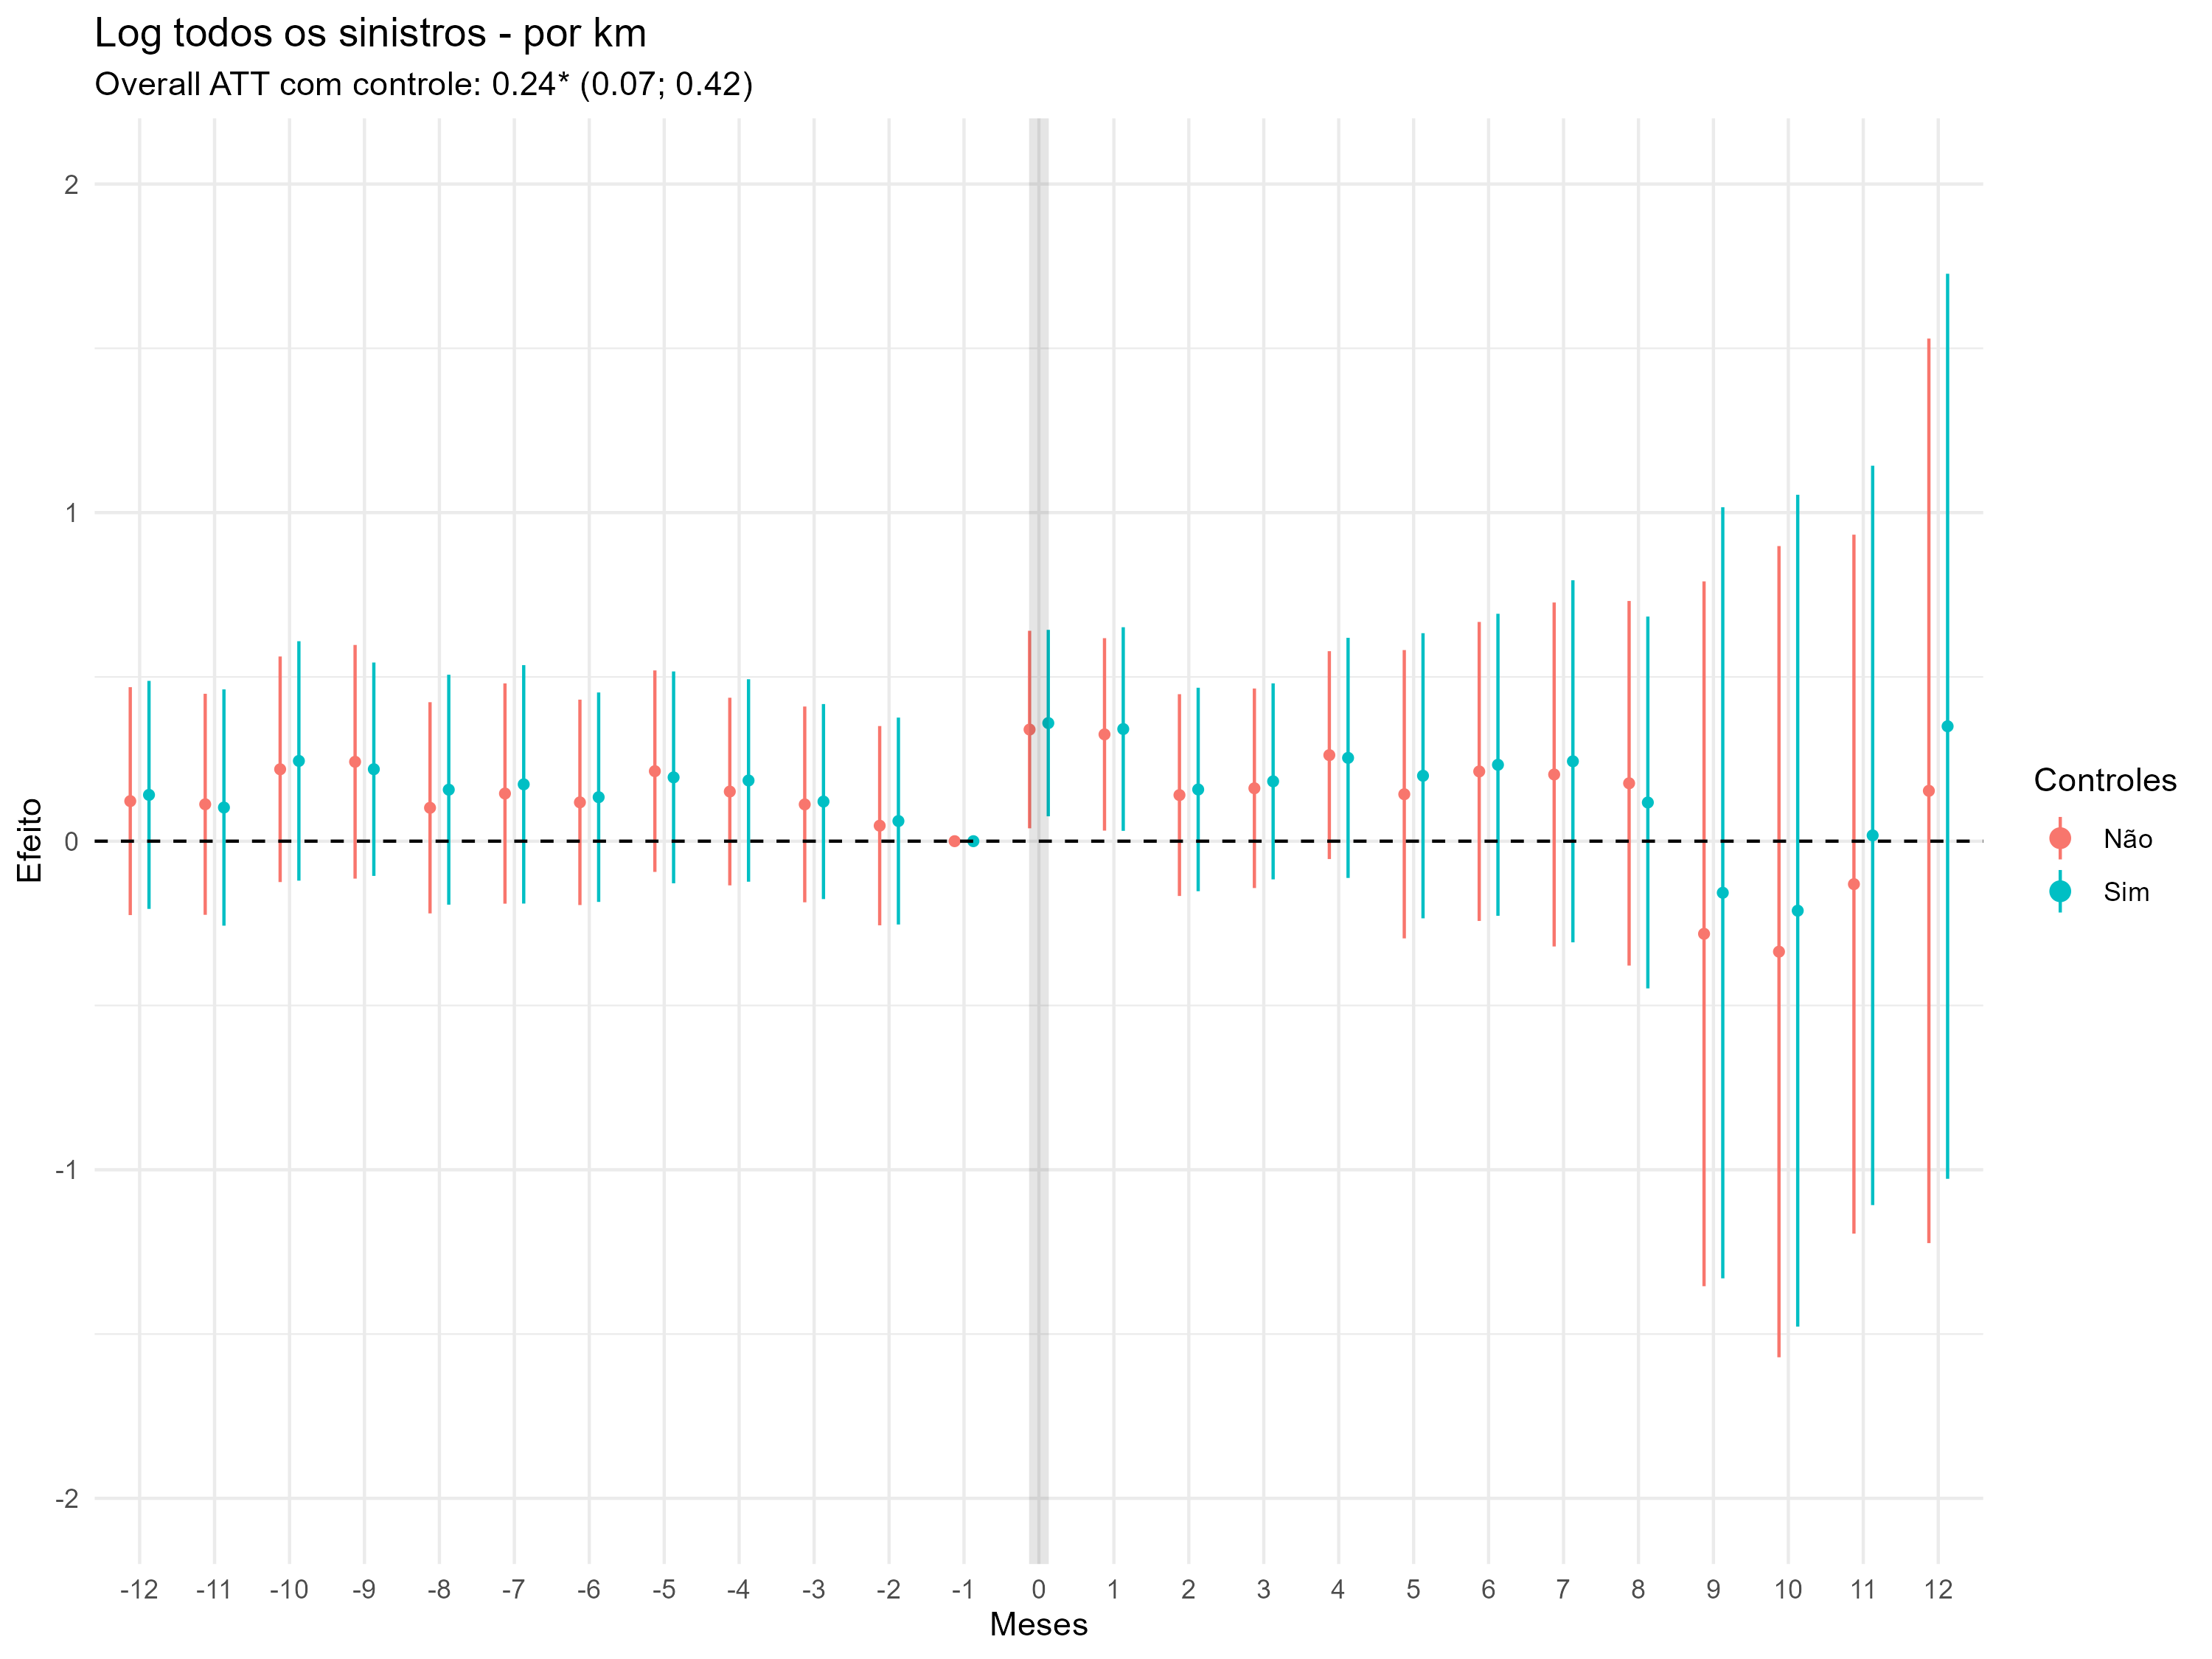 Log todos os sinistros - por km
Overall ATT com controle: 0.24* (0.07; 0.42)
2
1
0
-1
-2
Efeito
-12 -11 -10 -9 -8 -7 -6 -5 -4 -3 -2 -1 0 1 2 3 4 5 6 7 8 9 10 11 12
Meses
Controles
Não
Sim